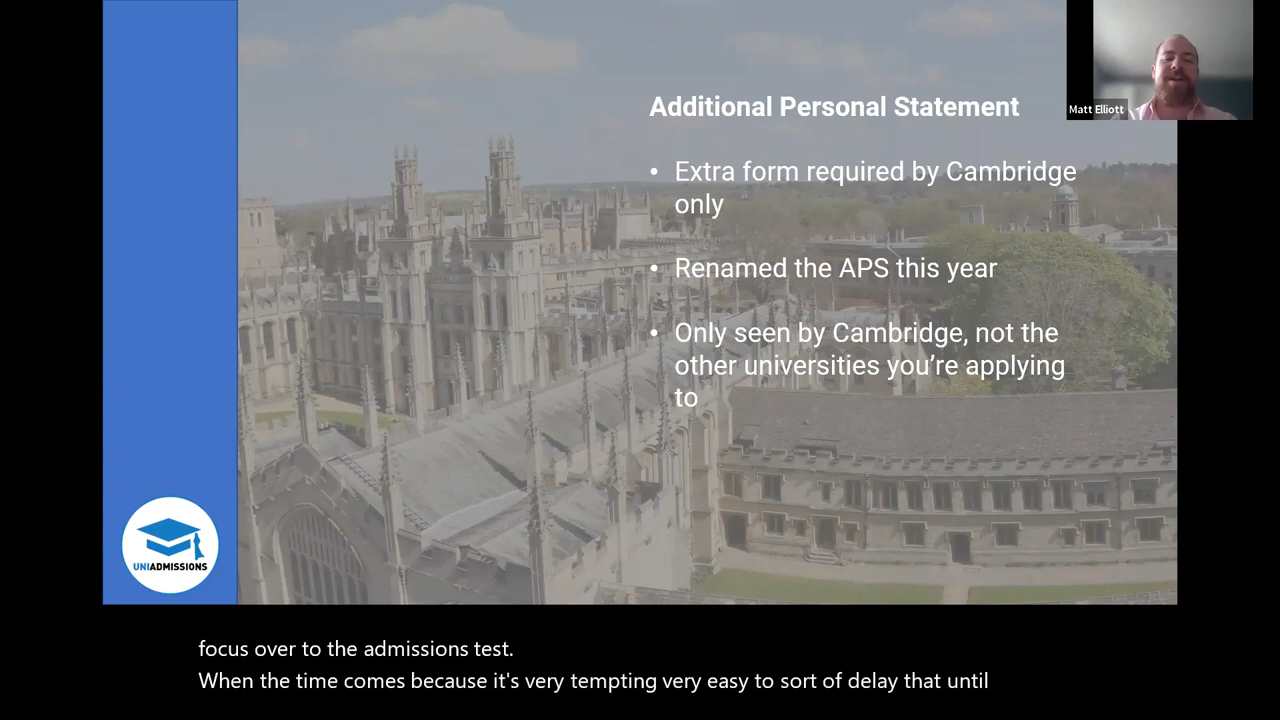 Additional Personal Statement
Matt Elliott
• Extra form required by Cambridge
only
• Renamed the APS this year
• Only seen by Cambridge, not the
other universities you’re applying
to
UNIADMISSIONS
focus over to the admissions test.
When the time comes because it's very tempting very easy to sort of delay that until